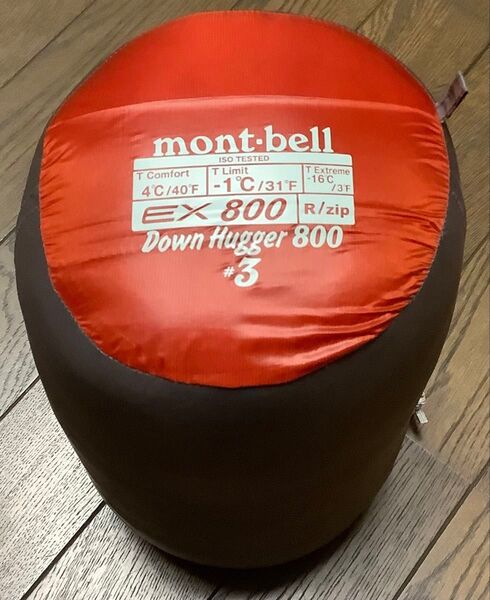 mont·bell
ISO TESTED
T Comfort T Limit T Extreme
4℃/40°F -1℃/31°F -16℃/3°F
EX 800 R/zip
Down Hugger 800
#3